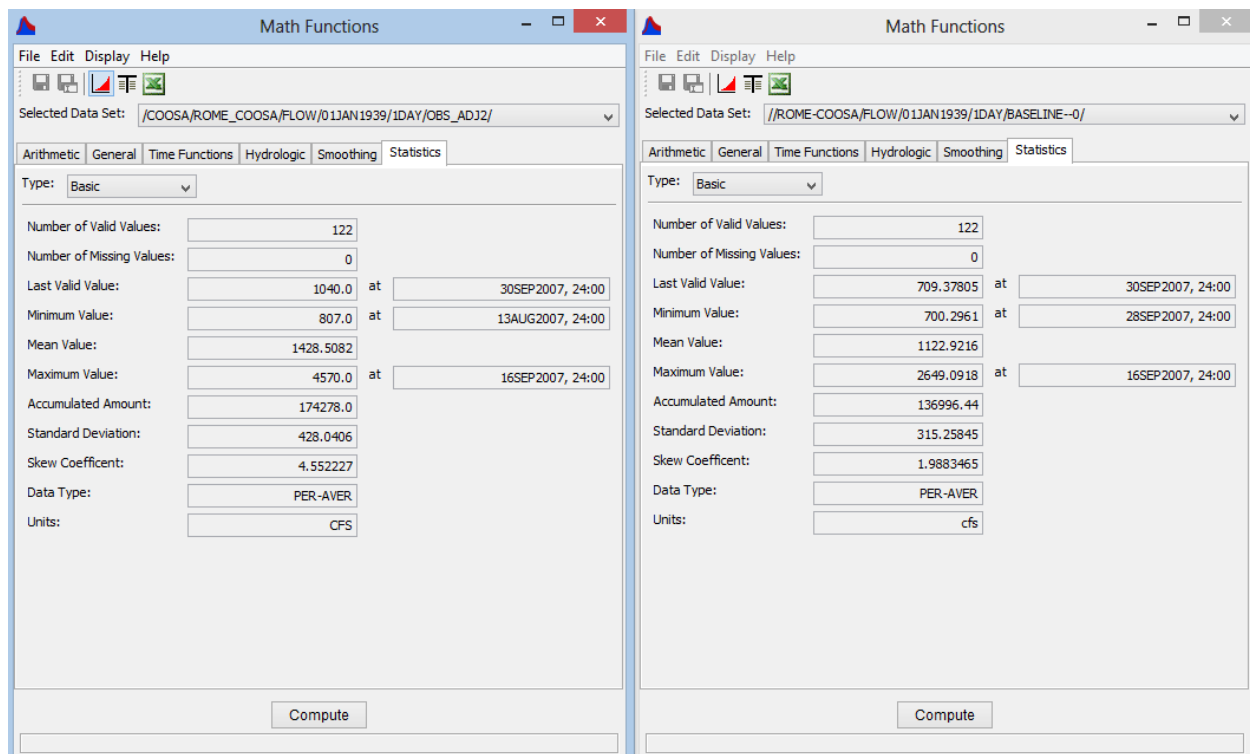 Math Functions
File Edit Display Help
Selected Data Set: /COOSA/ROME_COOSA/FLOW/01JAN1939/1DAY/OBS_ADJ2/
Arithmetic General Time Functions Hydrologic Smoothing Statistics
Type: Basic
Number of Valid Values: 122
Number of Missing Values: 0
Last Valid Value: 1040.0 at 30SEP2007, 24:00
Minimum Value: 807.0 at 13AUG2007, 24:00
Mean Value: 1428.5082
Maximum Value: 4570.0 at 16SEP2007, 24:00
Accumulated Amount: 174278.0
Standard Deviation: 428.0406
Skew Coefficent: 4.552227
Data Type: PER-AVER
Units: CFS
Compute
Math Functions
File Edit Display Help
Selected Data Set: //ROME-COOSA/FLOW/01JAN1939/1DAY/BASELINE--0/
Arithmetic General Time Functions Hydrologic Smoothing Statistics
Type: Basic
Number of Valid Values: 122
Number of Missing Values: 0
Last Valid Value: 709.37805 at 30SEP2007, 24:00
Minimum Value: 700.2961 at 28SEP2007, 24:00
Mean Value: 1122.9216
Maximum Value: 2649.0918 at 16SEP2007, 24:00
Accumulated Amount: 136996.44
Standard Deviation: 315.25845
Skew Coefficent: 1.9883465
Data Type: PER-AVER
Units: cfs
Compute